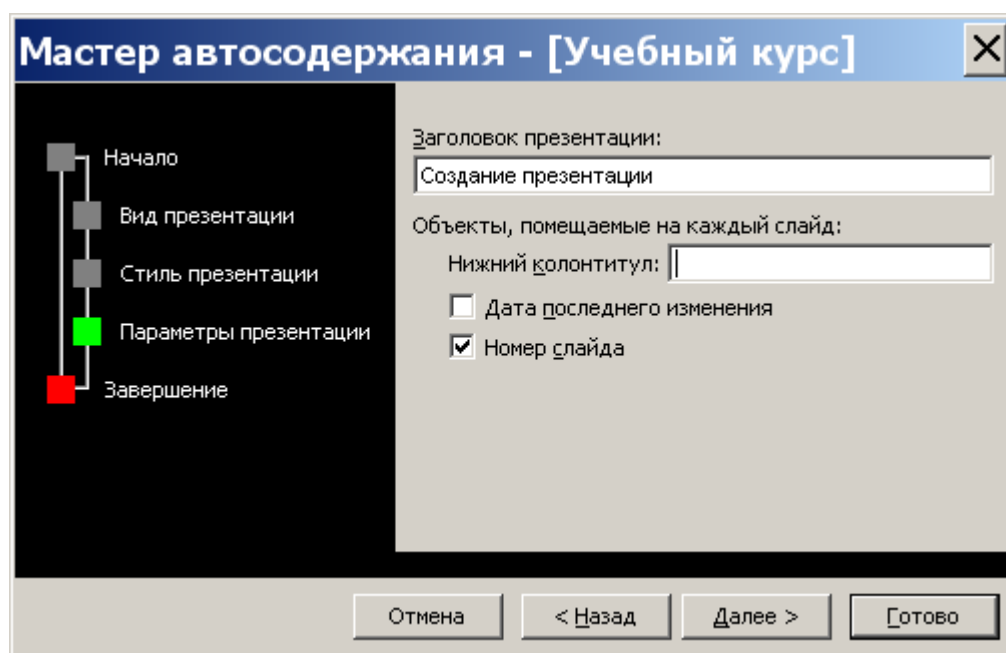 Мастер автосодержания - [Учебный курс]
Начало
Вид презентации
Стиль презентации
Параметры презентации
Завершение
Заголовок презентации:
Создание презентации
Объекты, помещаемые на каждый слайд:
Нижний колонтитул:
Дата последнего изменения
Номер слайда
Отмена
< Назад
Далее >
Готово